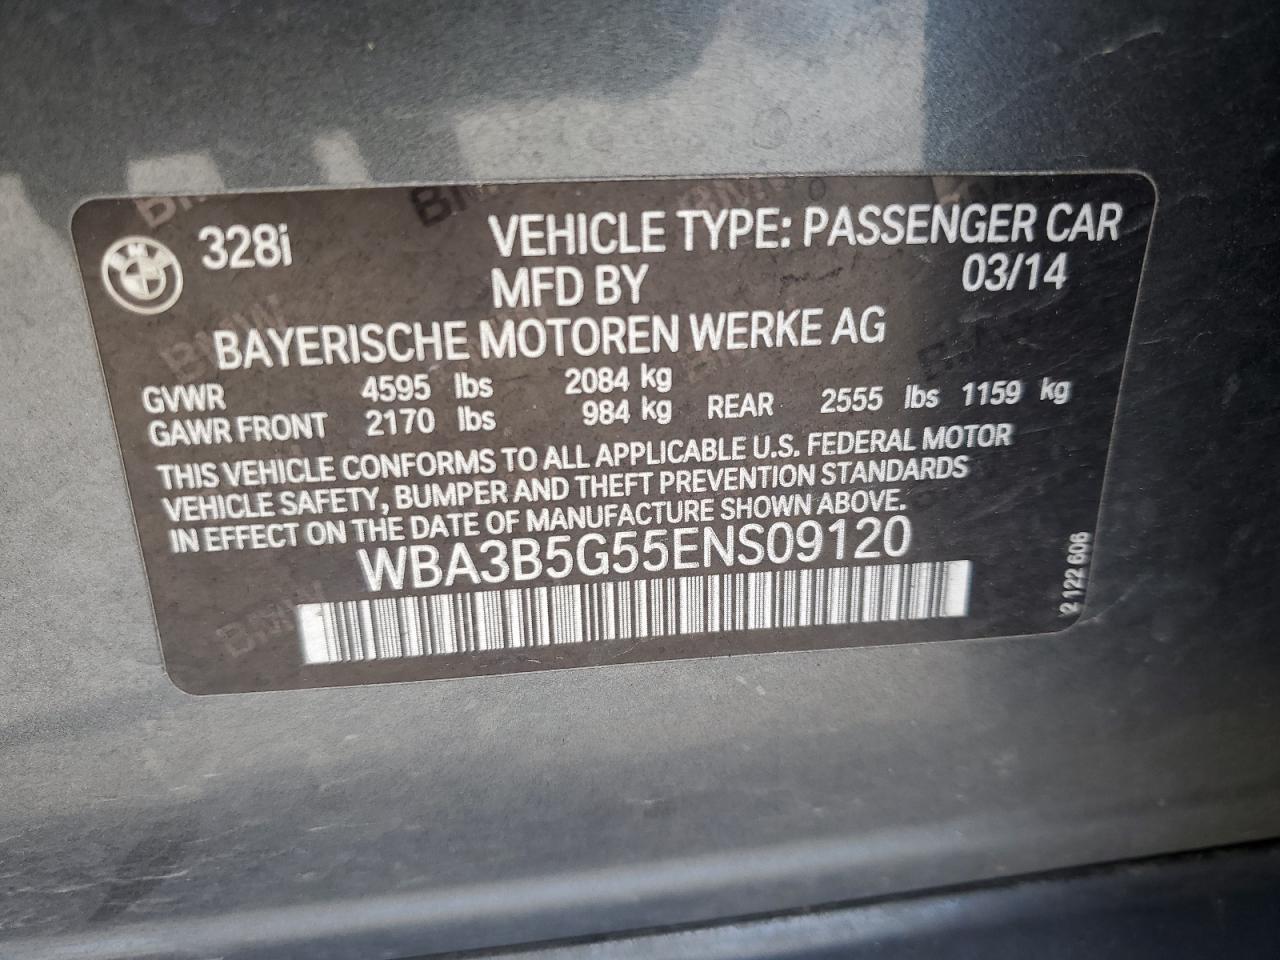 328i VEHICLE TYPE: PASSENGER CAR
MFD BY 03/14
BAYERISCHE MOTOREN WERKE AG
GVWR 4595 lbs 2084 kg
GAWR FRONT 2170 lbs 984 kg REAR 2555 lbs 1159 kg
THIS VEHICLE CONFORMS TO ALL APPLICABLE U.S. FEDERAL MOTOR
VEHICLE SAFETY, BUMPER AND THEFT PREVENTION STANDARDS
IN EFFECT ON THE DATE OF MANUFACTURE SHOWN ABOVE.
WBA3B5G55ENS09120
2 122 606